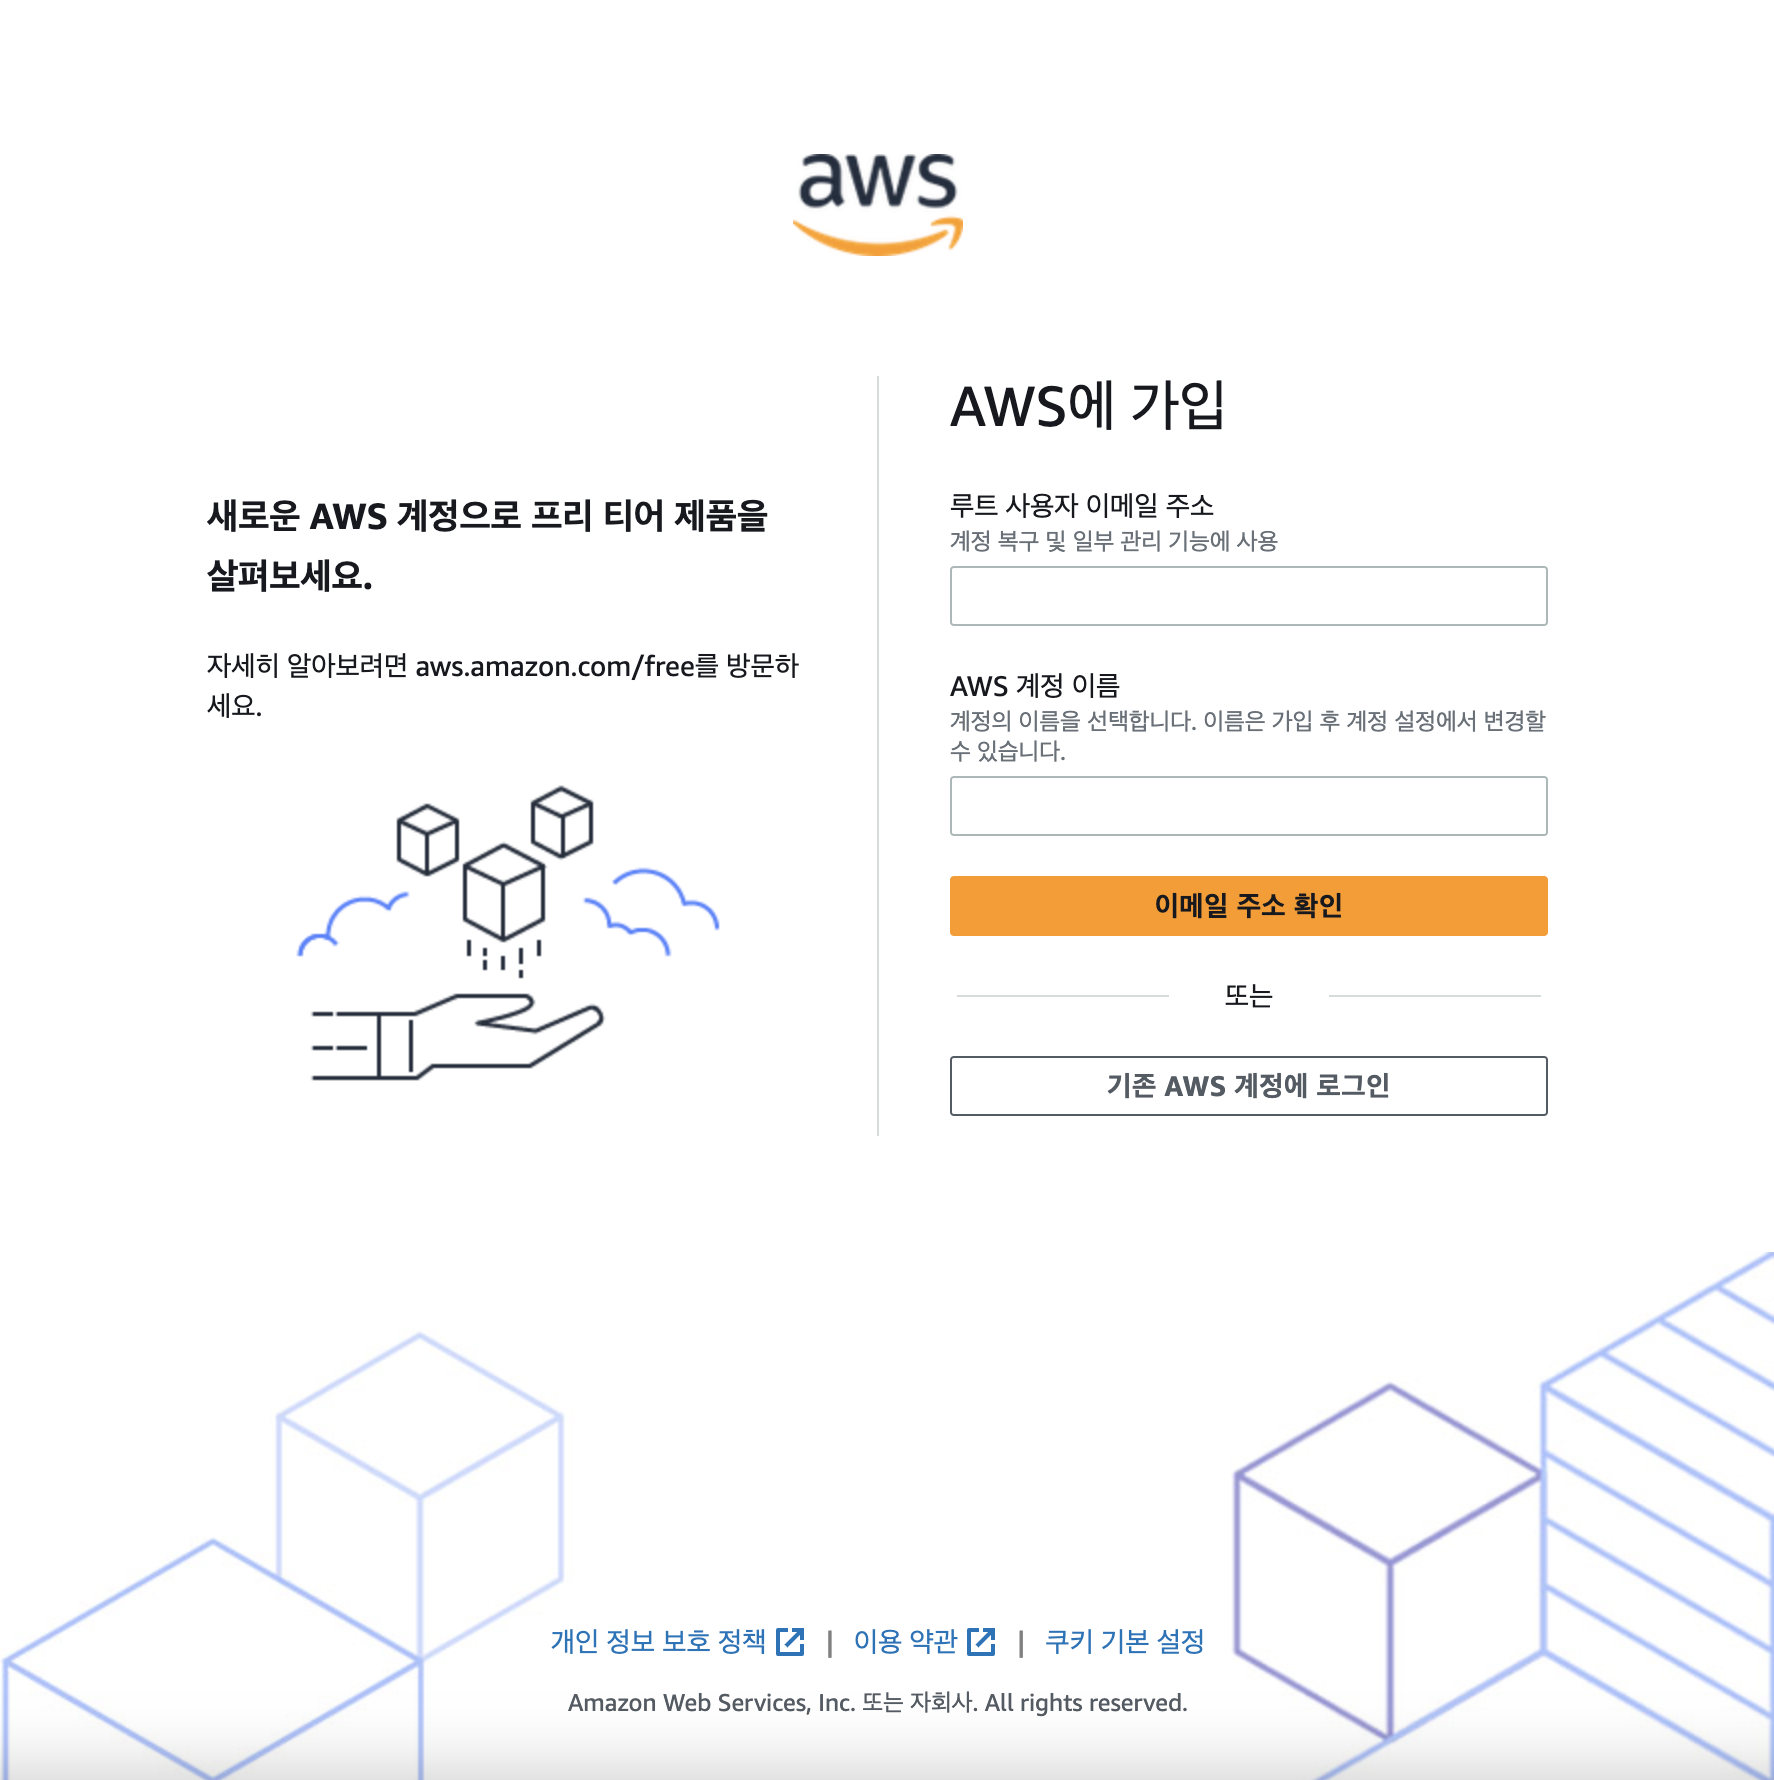 aws
새로운 AWS 계정으로 프리 티어 제품을
살펴보세요.
자세히 알아보려면 aws.amazon.com/free를 방문하
세요.
AWS에 가입
루트 사용자 이메일 주소
계정 복구 및 일부 관리 기능에 사용
AWS 계정 이름
계정의 이름을 선택합니다. 이름은 가입 후 계정 설정에서 변경할
수 있습니다.
이메일 주소 확인
또는
기존 AWS 계정에 로그인
개인 정보 보호 정책 | 이용 약관 | 쿠키 기본 설정
Amazon Web Services, Inc. 또는 자회사. All rights reserved.